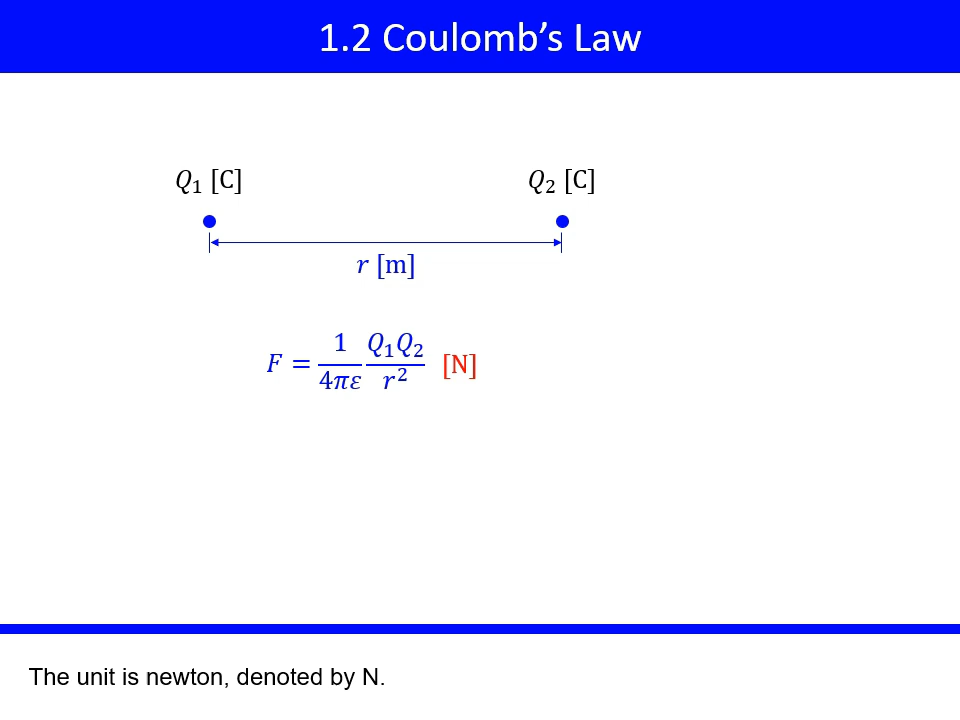 1.2 Coulomb’s Law
Q₁ [C] Q₂ [C]
r [m]
F = 1/4πε Q₁Q₂/r² [N]
The unit is newton, denoted by N.